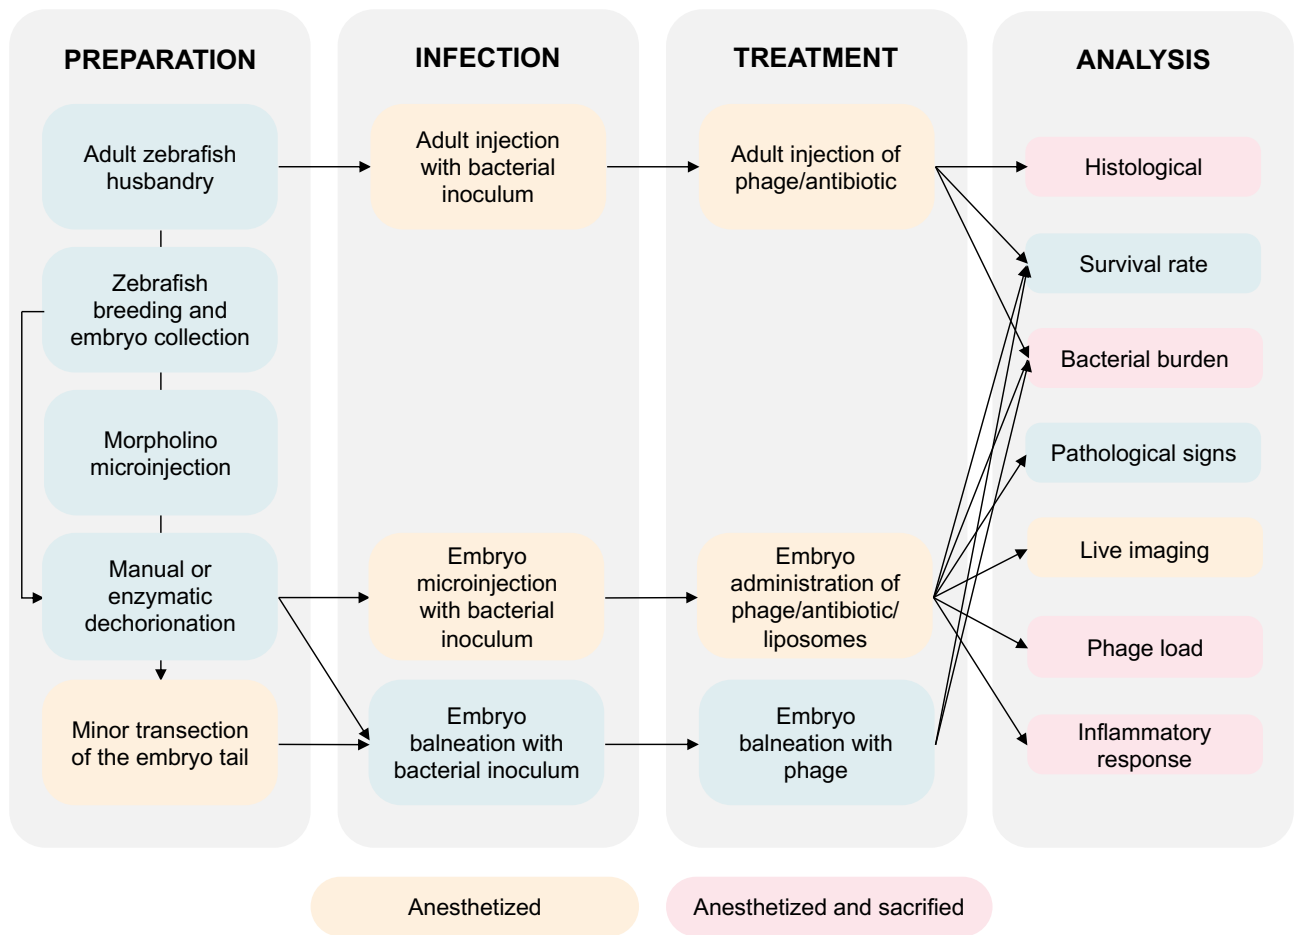 PREPARATION
Adult zebrafish
husbandry
Zebrafish
breeding and
embryo collection
Morpholino
microinjection
Manual or
enzymatic
dechorionation
Minor transection
of the embryo tail
INFECTION
Adult injection
with bacterial
inoculum
Embryo
microinjection
with bacterial
inoculum
Embryo
balneation with
bacterial inoculum
TREATMENT
Adult injection of
phage/antibiotic
Embryo
administration of
phage/antibiotic/
liposomes
Embryo
balneation with
phage
ANALYSIS
Histological
Survival rate
Bacterial burden
Pathological signs
Live imaging
Phage load
Inflammatory
response
Anesthetized
Anesthetized and sacrified